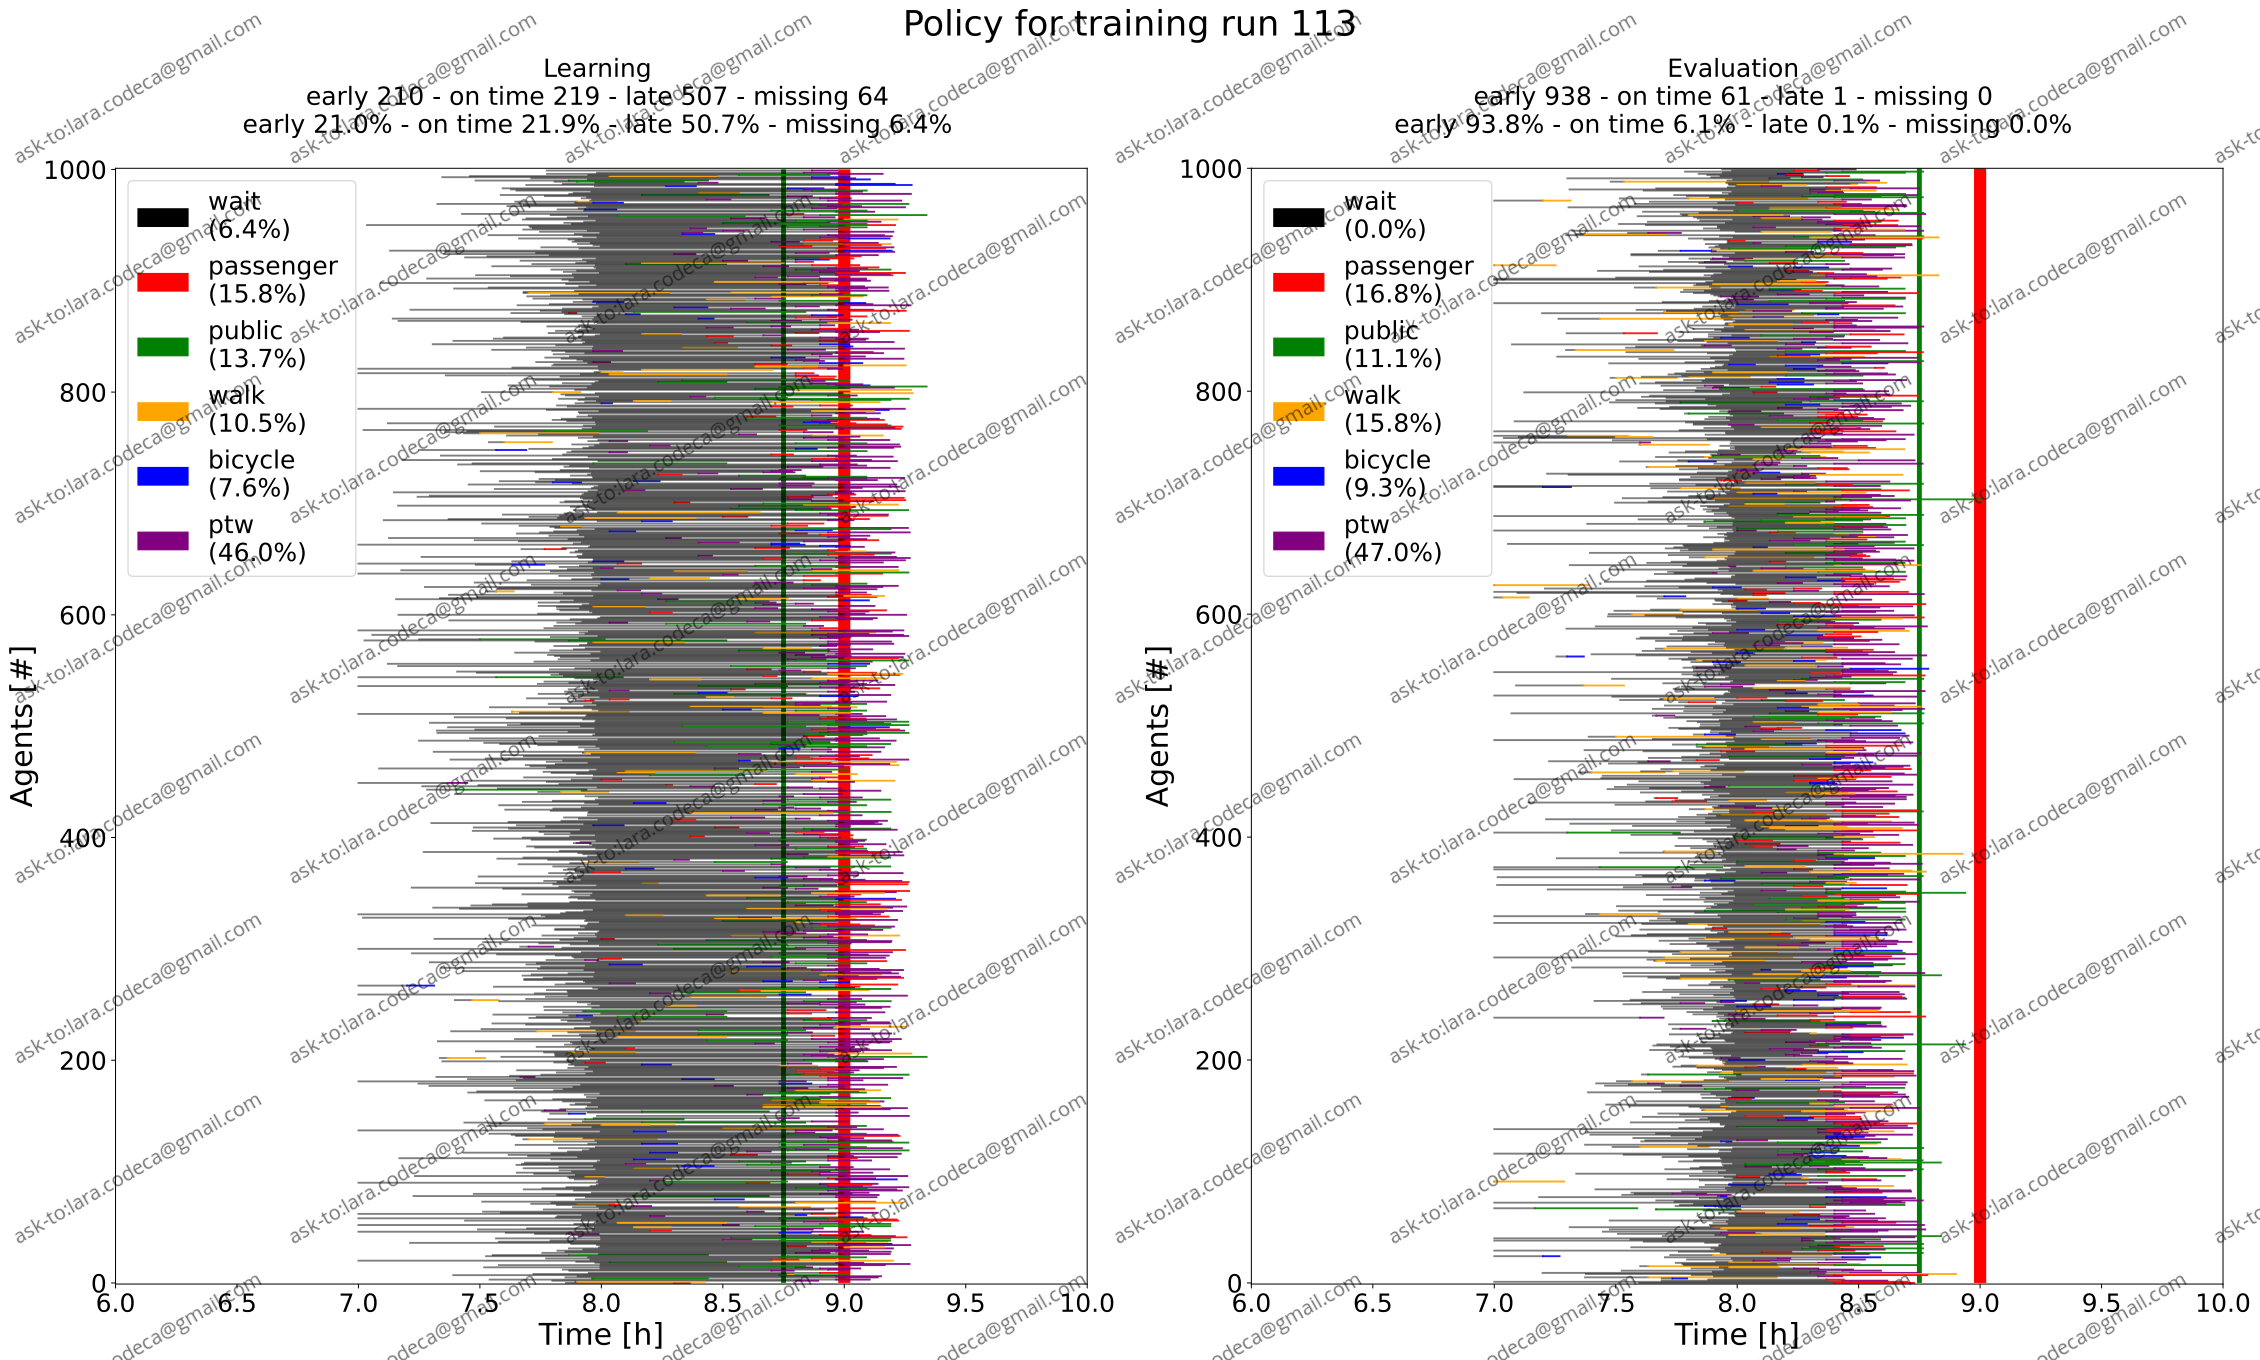 Policy for training run 113
Learning
early 210 - on time 219 - late 507 - missing 64
early 21.0% - on time 21.9% - late 50.7% - missing 6.4%
1000
800
600
400
200
0
Agents [#]
wait
(6.4%)
passenger
(15.8%)
public
(13.7%)
walk
(10.5%)
bicycle
(7.6%)
ptw
(46.0%)
6.0 6.5 7.0 7.5 8.0 8.5 9.0 9.5 10.0
Time [h]
Evaluation
early 938 - on time 61 - late 1 - missing 0
early 93.8% - on time 6.1% - late 0.1% - missing 0.0%
1000
800
600
400
200
0
Agents [#]
wait
(0.0%)
passenger
(16.8%)
public
(11.1%)
walk
(15.8%)
bicycle
(9.3%)
ptw
(47.0%)
6.0 6.5 7.0 7.5 8.0 8.5 9.0 9.5 10.0
Time [h]
ask-to:lara.codeca@gmail.com